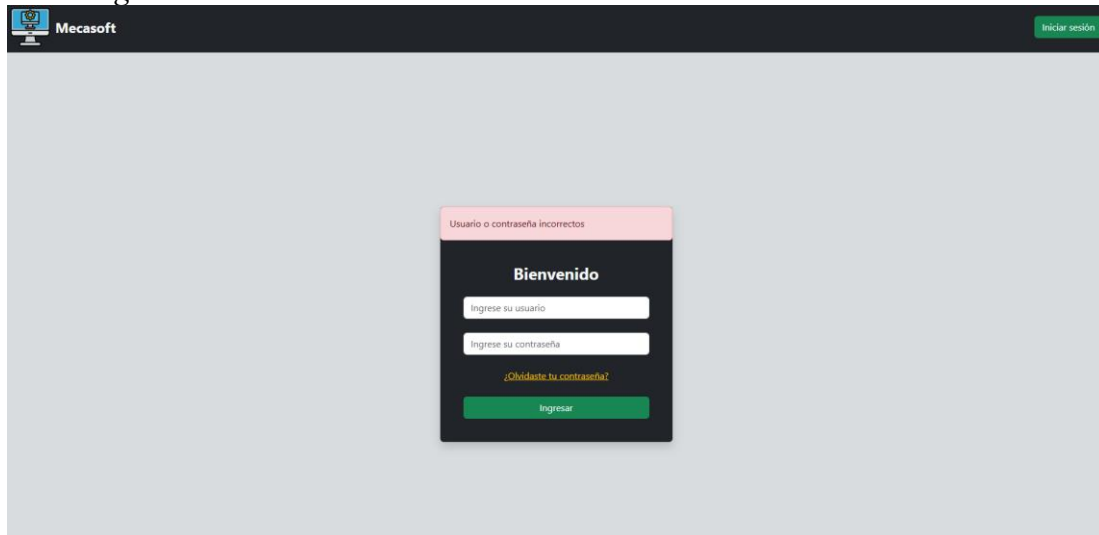 Mecasoft
Iniciar sesión
Usuario o contraseña incorrectos
Bienvenido
Ingrese su usuario
Ingrese su contraseña
¿Olvidaste tu contraseña?
Ingresar